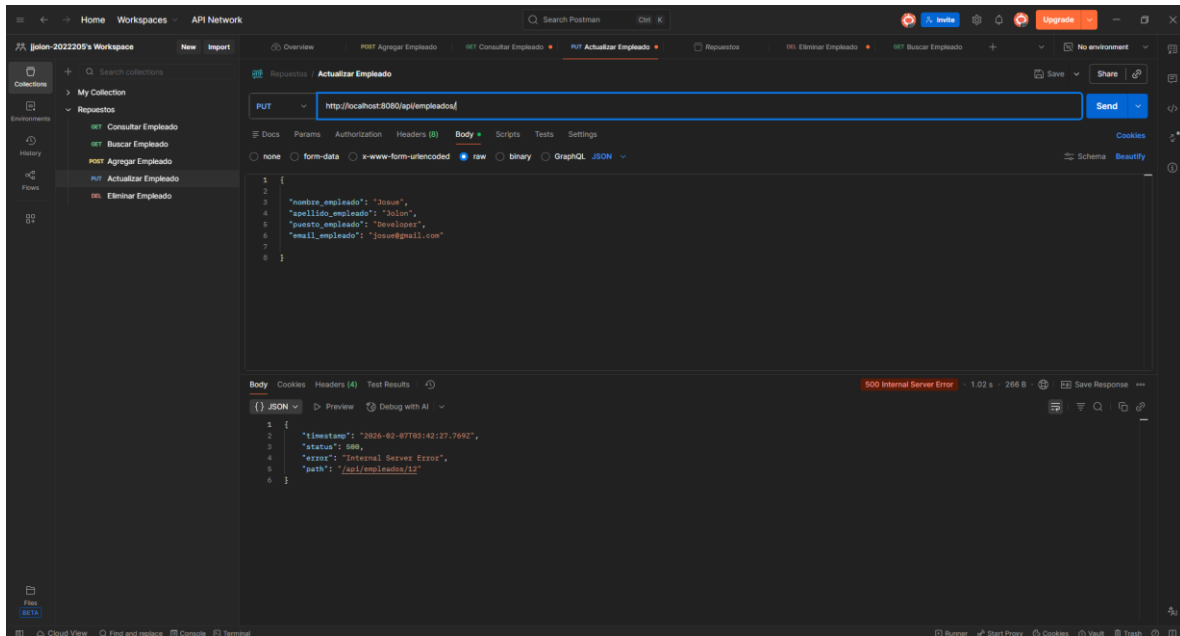 Home Workspaces API Network
Search Postman Ctrl K
Invite
Upgrade
jjolon-2022205's Workspace New Import
Overview POST Agregar Empleado GET Consultar Empleado PUT Actualizar Empleado Repuestos DEL Eliminar Empleado GET Buscar Empleado
No environment
Collections
Search collections
Repuestos / Actualizar Empleado
Save Share
My Collection
Environments
Repuestos
PUT http://localhost:8080/api/empleados/ Send
GET Consultar Empleado
History
GET Buscar Empleado
Docs Params Authorization Headers (8) Body Scripts Tests Settings Cookies
POST Agregar Empleado
none form-data x-www-form-urlencoded raw binary GraphQL JSON Schema Beautify
Flows
PUT Actualizar Empleado
DEL Eliminar Empleado
1 {
2
3 "nombre_empleado": "Josue",
4 "apellido_empleado": "Jolon",
5 "puesto_empleado": "Developer",
6 "email_empleado": "josue@gmail.com"
7
8 }
Body Cookies Headers (4) Test Results 500 Internal Server Error 1.02 s 266 B Save Response
{} JSON Preview Debug with AI
1 {
2 "timestamp": "2026-02-07T03:42:27.769Z",
3 "status": 500,
4 "error": "Internal Server Error",
5 "path": "/api/empleados/12"
6 }
Files
BETA
Cloud View Find and replace Console Terminal Runner Start Proxy Cookies Vault Trash